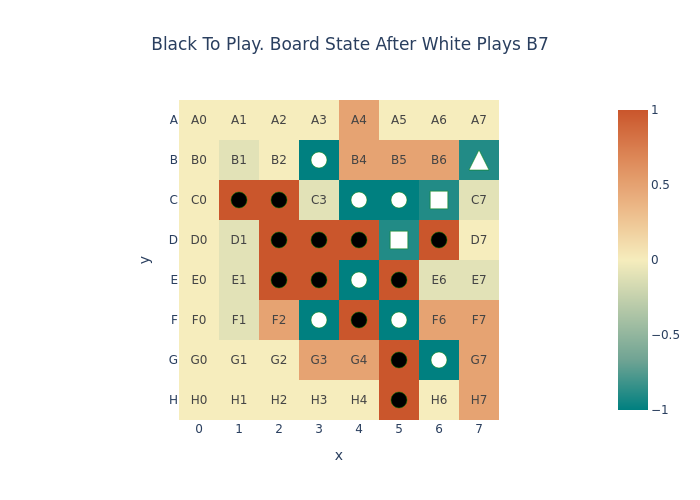 Black To Play. Board State After White Plays B7
A A0 A1 A2 A3 A4 A5 A6 A7
B B0 B1 B2 B4 B5 B6
C C0 C3 C7
D D0 D1 D7
E E0 E1 E6 E7
F F0 F1 F2 F6 F7
G G0 G1 G2 G3 G4 G7
H H0 H1 H2 H3 H4 H6 H7
0 1 2 3 4 5 6 7
x
y
1
0.5
0
−0.5
−1